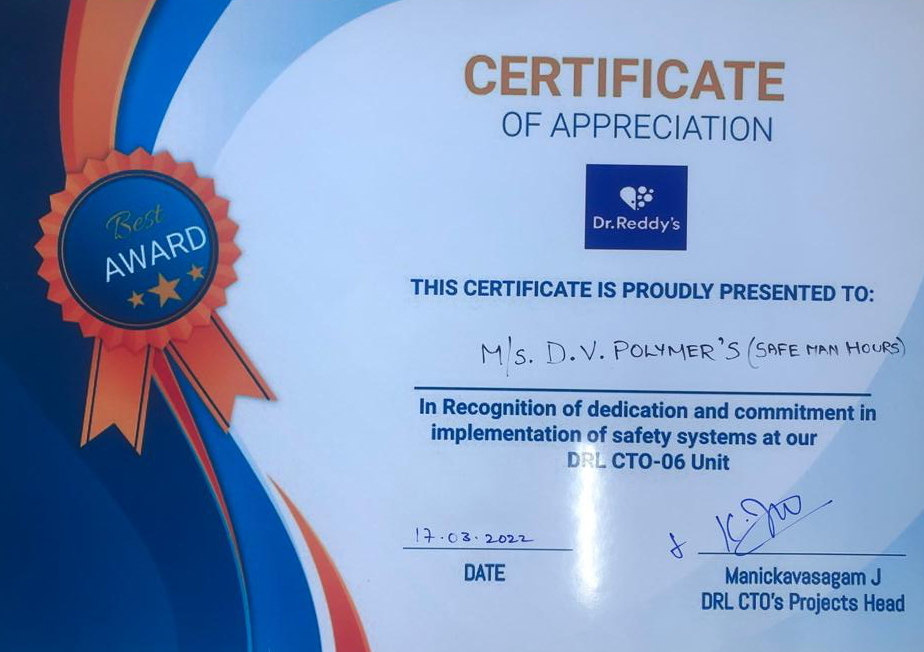 CERTIFICATE
OF APPRECIATION
Dr.Reddy's
Best
AWARD
THIS CERTIFICATE IS PROUDLY PRESENTED TO:
M/s. D.V. POLYMER'S (SAFE MAN HOURS)
In Recognition of dedication and commitment in
implementation of safety systems at our
DRL CTO-06 Unit
17.03.2022
DATE
Manickavasagam J
DRL CTO's Projects Head